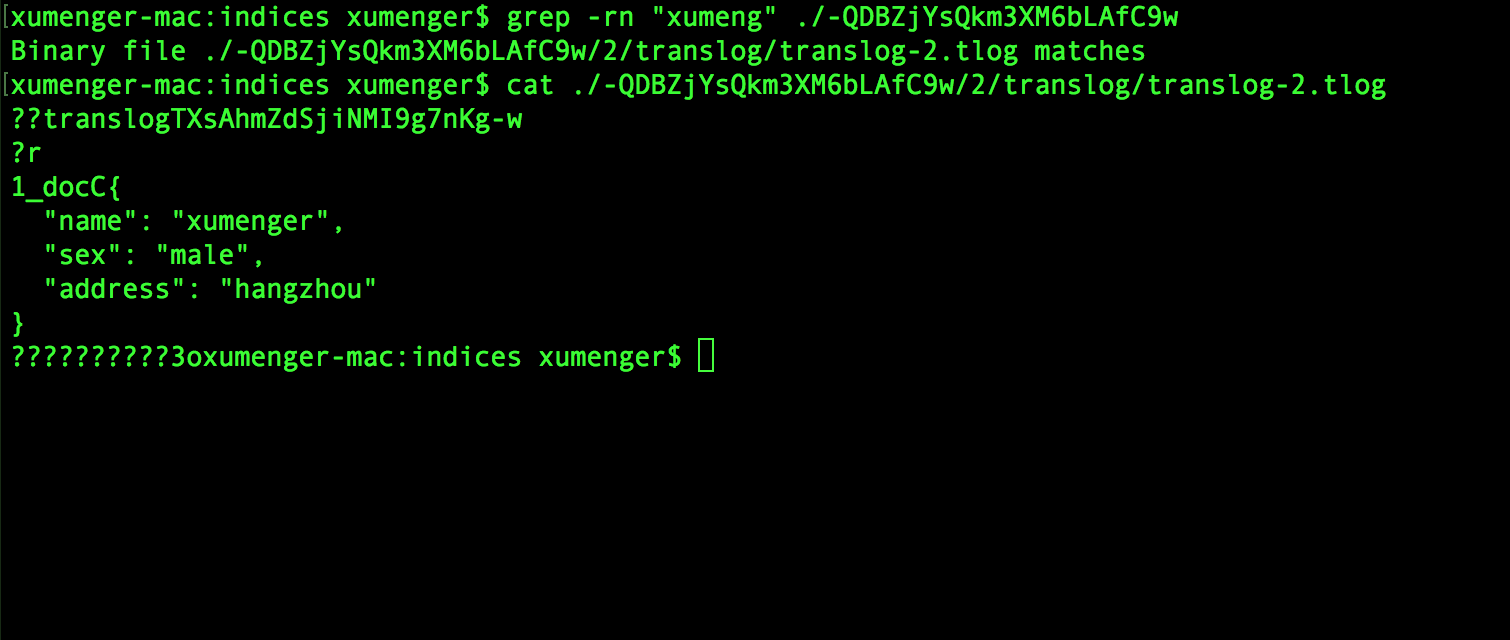 [xumenger-mac:indices xumenger$ grep -rn "xumeng" ./-QDBZjYsQkm3XM6bLAfC9w
Binary file ./-QDBZjYsQkm3XM6bLAfC9w/2/translog/translog-2.tlog matches
[xumenger-mac:indices xumenger$ cat ./-QDBZjYsQkm3XM6bLAfC9w/2/translog/translog-2.tlog
??translogTXsAhmZdSjiNMI9g7nKg-w
?r
1_docC{
  "name": "xumenger",
  "sex": "male",
  "address": "hangzhou"
}
??????????3oxumenger-mac:indices xumenger$